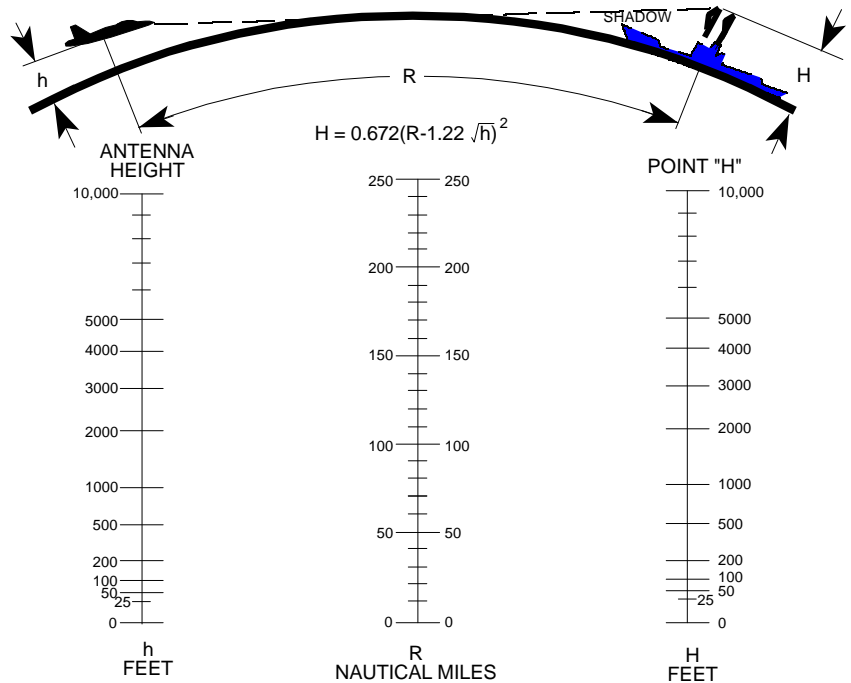 SHADOW
h
R
H
H = 0.672(R-1.22 √h)²
ANTENNA
HEIGHT
POINT "H"
10,000
5000
4000
3000
2000
1000
500
200
100
50
25
0
h
FEET
250 250
200 200
150 150
100 100
50 50
0 0
R
NAUTICAL MILES
10,000
5000
4000
3000
2000
1000
500
200
100
50
25
0
H
FEET